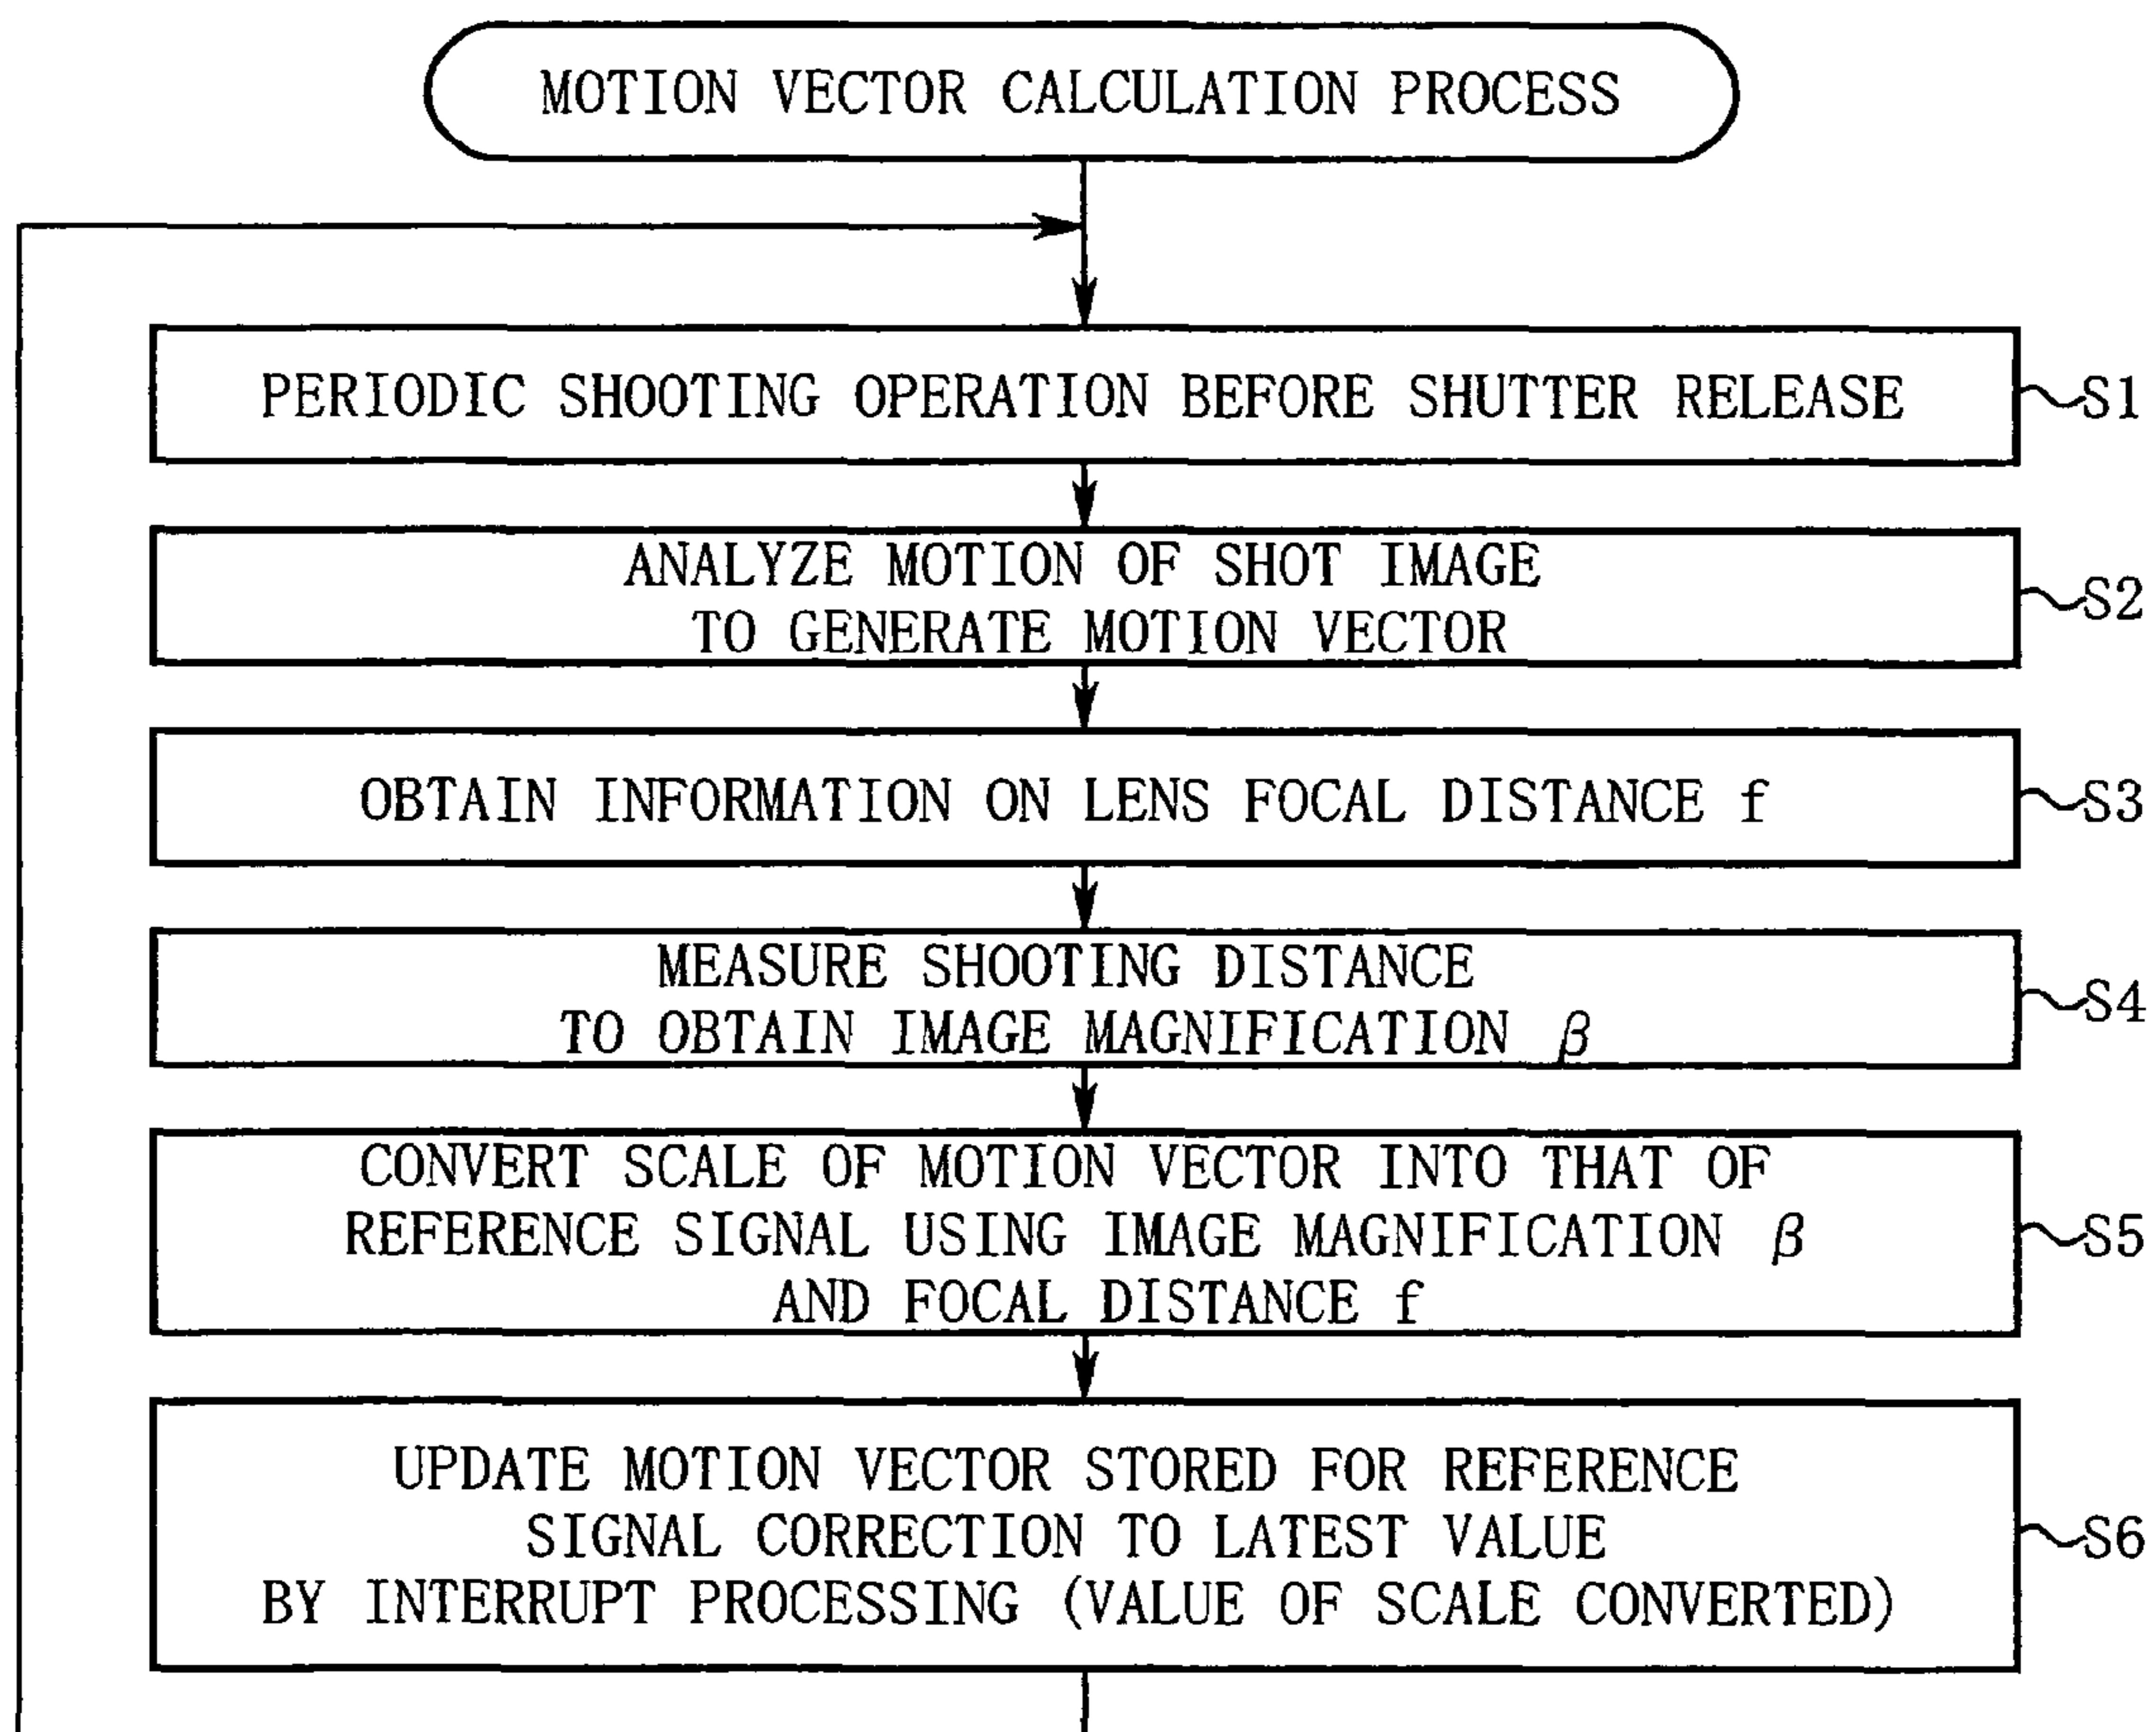 MOTION VECTOR CALCULATION PROCESS
PERIODIC SHOOTING OPERATION BEFORE SHUTTER RELEASE
S1
ANALYZE MOTION OF SHOT IMAGE
TO GENERATE MOTION VECTOR
S2
OBTAIN INFORMATION ON LENS FOCAL DISTANCE f
S3
MEASURE SHOOTING DISTANCE
TO OBTAIN IMAGE MAGNIFICATION β
S4
CONVERT SCALE OF MOTION VECTOR INTO THAT OF
REFERENCE SIGNAL USING IMAGE MAGNIFICATION β
AND FOCAL DISTANCE f
S5
UPDATE MOTION VECTOR STORED FOR REFERENCE
SIGNAL CORRECTION TO LATEST VALUE
BY INTERRUPT PROCESSING (VALUE OF SCALE CONVERTED)
S6